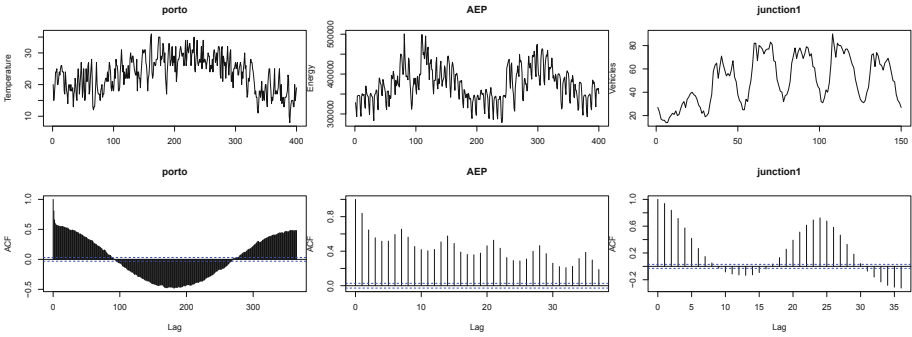 porto
AEP
junction1
Temperature
10 20 30
0 100 200 300 400
Energy
300000 400000 500000
0 100 200 300 400
Vehicles
20 40 60 80
0 50 100 150
porto
AEP
junction1
ACF
-0.5 0.0 0.5 1.0
0 100 200 300
Lag
ACF
0.0 0.4 0.8
0 10 20 30
Lag
ACF
-0.2 0.2 0.6 1.0
0 5 10 15 20 25 30 35
Lag